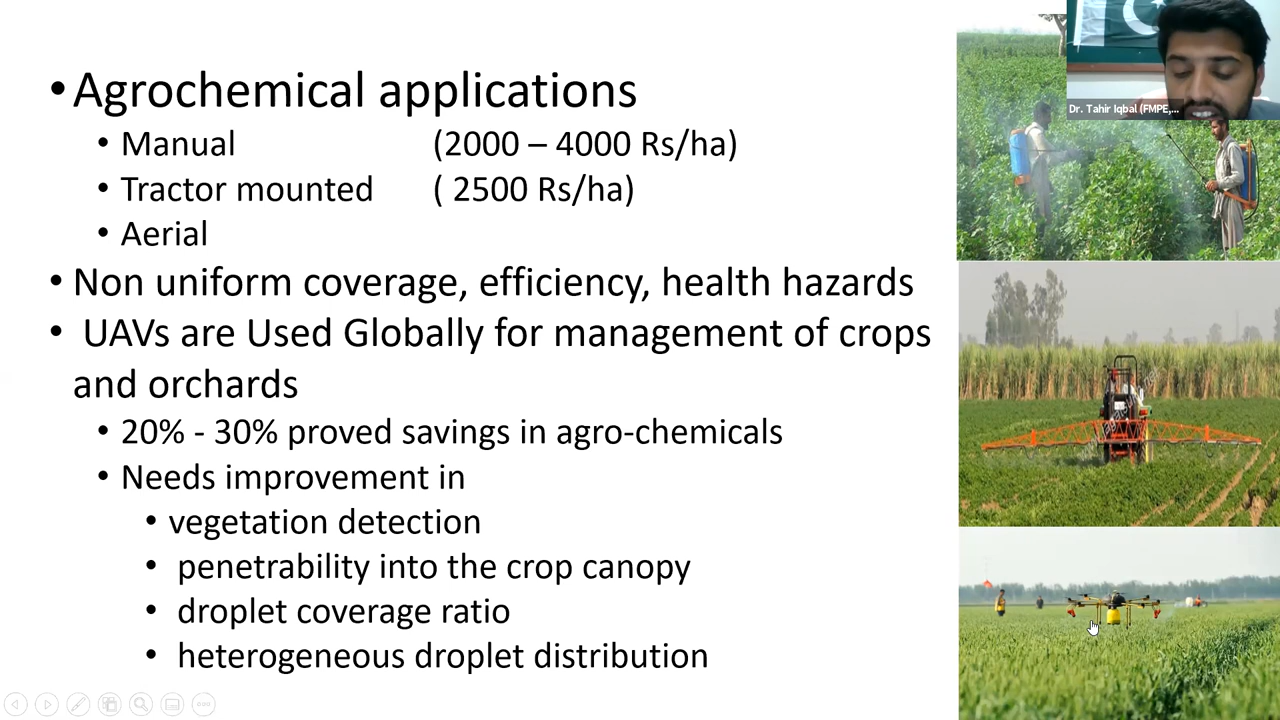 •Agrochemical applications
• Manual (2000 – 4000 Rs/ha)
• Tractor mounted ( 2500 Rs/ha)
• Aerial
• Non uniform coverage, efficiency, health hazards
• UAVs are Used Globally for management of crops
and orchards
• 20% - 30% proved savings in agro-chemicals
• Needs improvement in
• vegetation detection
• penetrability into the crop canopy
• droplet coverage ratio
• heterogeneous droplet distribution
Dr. Tahir Iqbal (FMPE,...